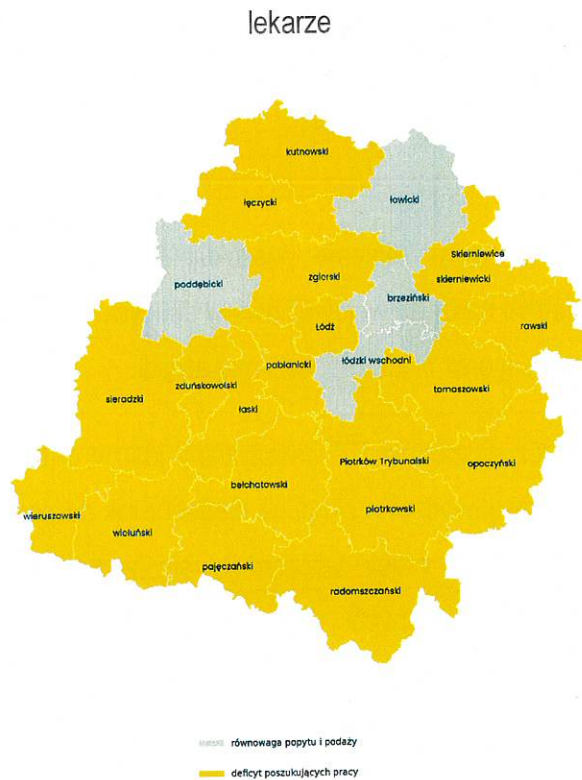 lekarze
kutnowski
łowicki
łęczycki
Skierniewice
skierniewicki
zgierski
poddębicki
brzeziński
Łódź
rawski
łódzki wschodni
pabianicki
zduńskowolski
tomaszowski
sieradzki
łaski
Piotrków Trybunalski
opoczyński
bełchatowski
piotrkowski
wieruszowski
wieluński
pajęczański
radomszczański
równowaga popytu i podaży
deficyt poszukujących pracy